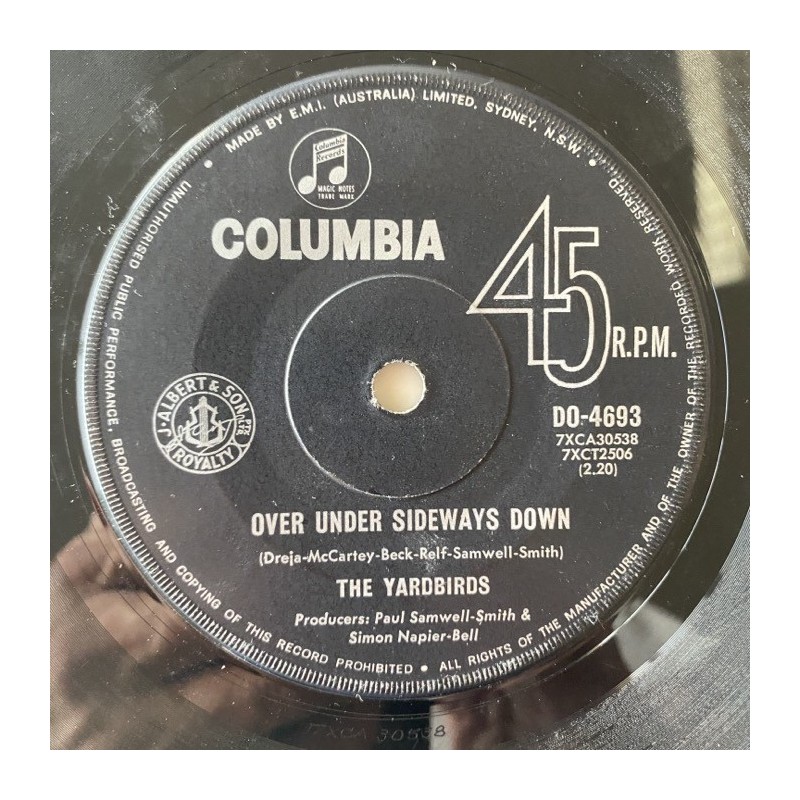 MADE BY E.M.I. (AUSTRALIA) LIMITED, SYDNEY, N.S.W.
Columbia
Records
MAGIC NOTES
TRADE MARK
COLUMBIA
45
R.P.M.
J. ALBERT & SON PTY. LTD.
ROYALTY
DO-4693
7XCA30538
7XCT2506
(2.20)
OVER UNDER SIDEWAYS DOWN
(Dreja-McCartey-Beck-Relf-Samwell-Smith)
THE YARDBIRDS
Producers: Paul Samwell-Smith &
Simon Napier-Bell
UNAUTHORISED PUBLIC PERFORMANCE, BROADCASTING AND COPYING OF THIS RECORD PROHIBITED • ALL RIGHTS OF THE MANUFACTURER AND OF THE OWNER OF THE RECORDED WORK RESERVED
7XCA 30538